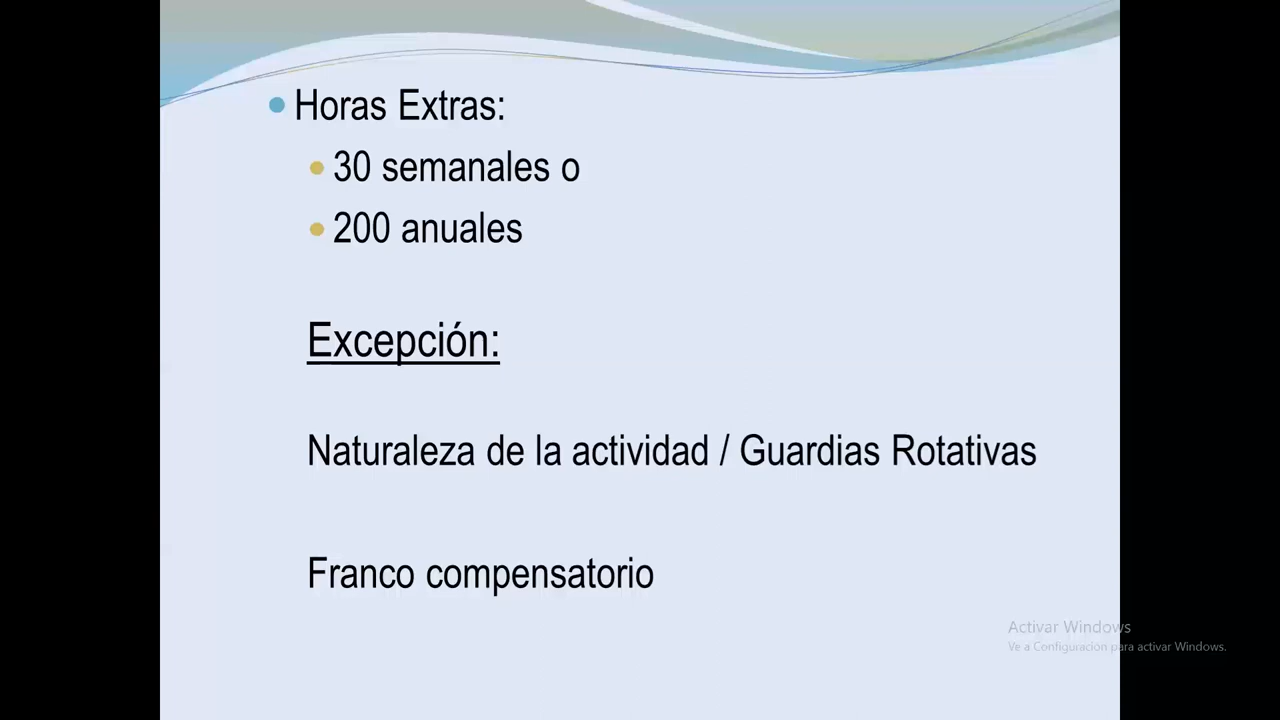 Horas Extras:
30 semanales o
200 anuales
Excepción:
Naturaleza de la actividad / Guardias Rotativas
Franco compensatorio
Activar Windows
Ve a Configuracion para activar Windows.